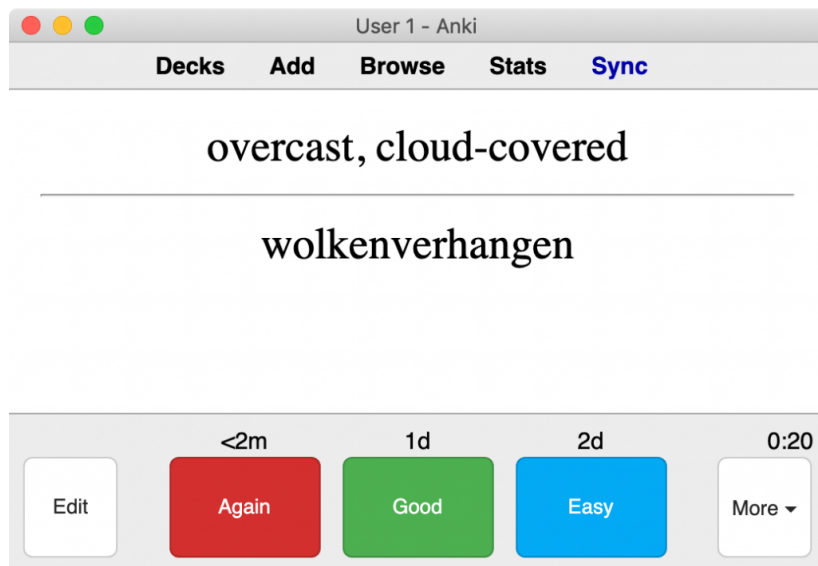 User 1 - Anki
Decks Add Browse Stats Sync
overcast, cloud-covered
wolkenverhangen
<2m 1d 2d 0:20
Edit Again Good Easy More